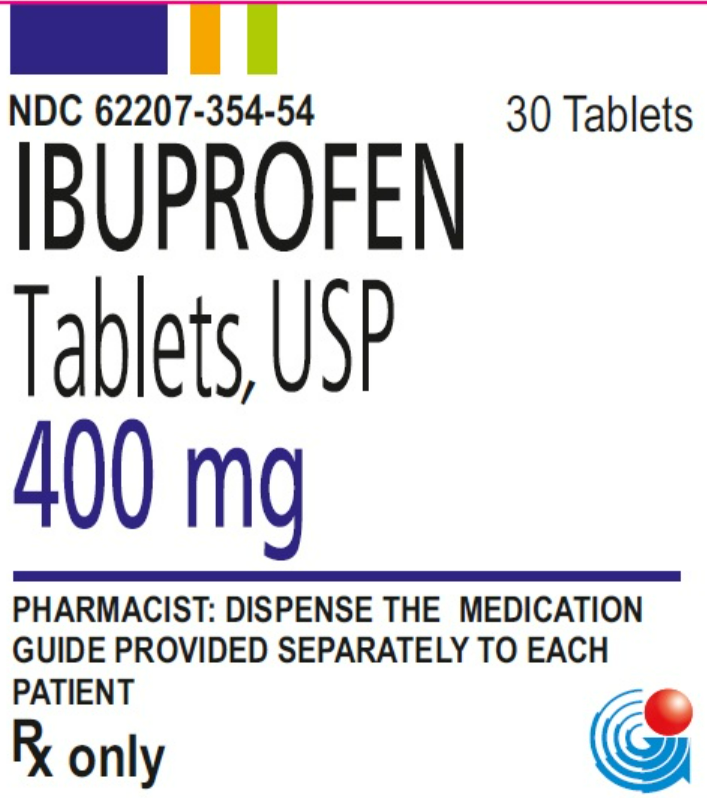 NDC 62207-354-54
30 Tablets
IBUPROFEN
Tablets, USP
400 mg
PHARMACIST: DISPENSE THE MEDICATION
GUIDE PROVIDED SEPARATELY TO EACH
PATIENT
Rx only